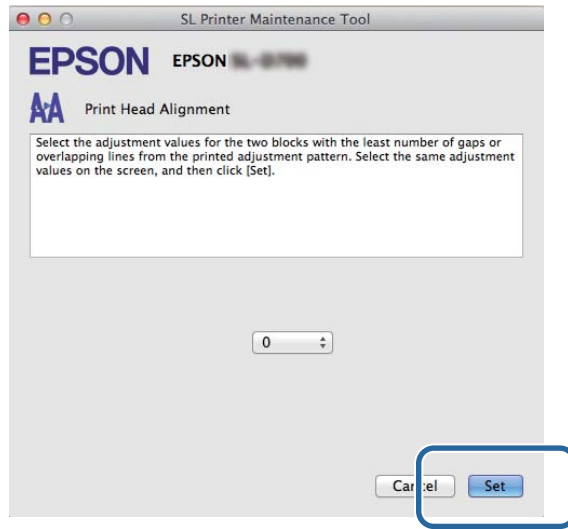 SL Printer Maintenance Tool
EPSON
EPSON
AA
Print Head Alignment
Select the adjustment values for the two blocks with the least number of gaps or
overlapping lines from the printed adjustment pattern. Select the same adjustment
values on the screen, and then click [Set].
0
Cancel
Set